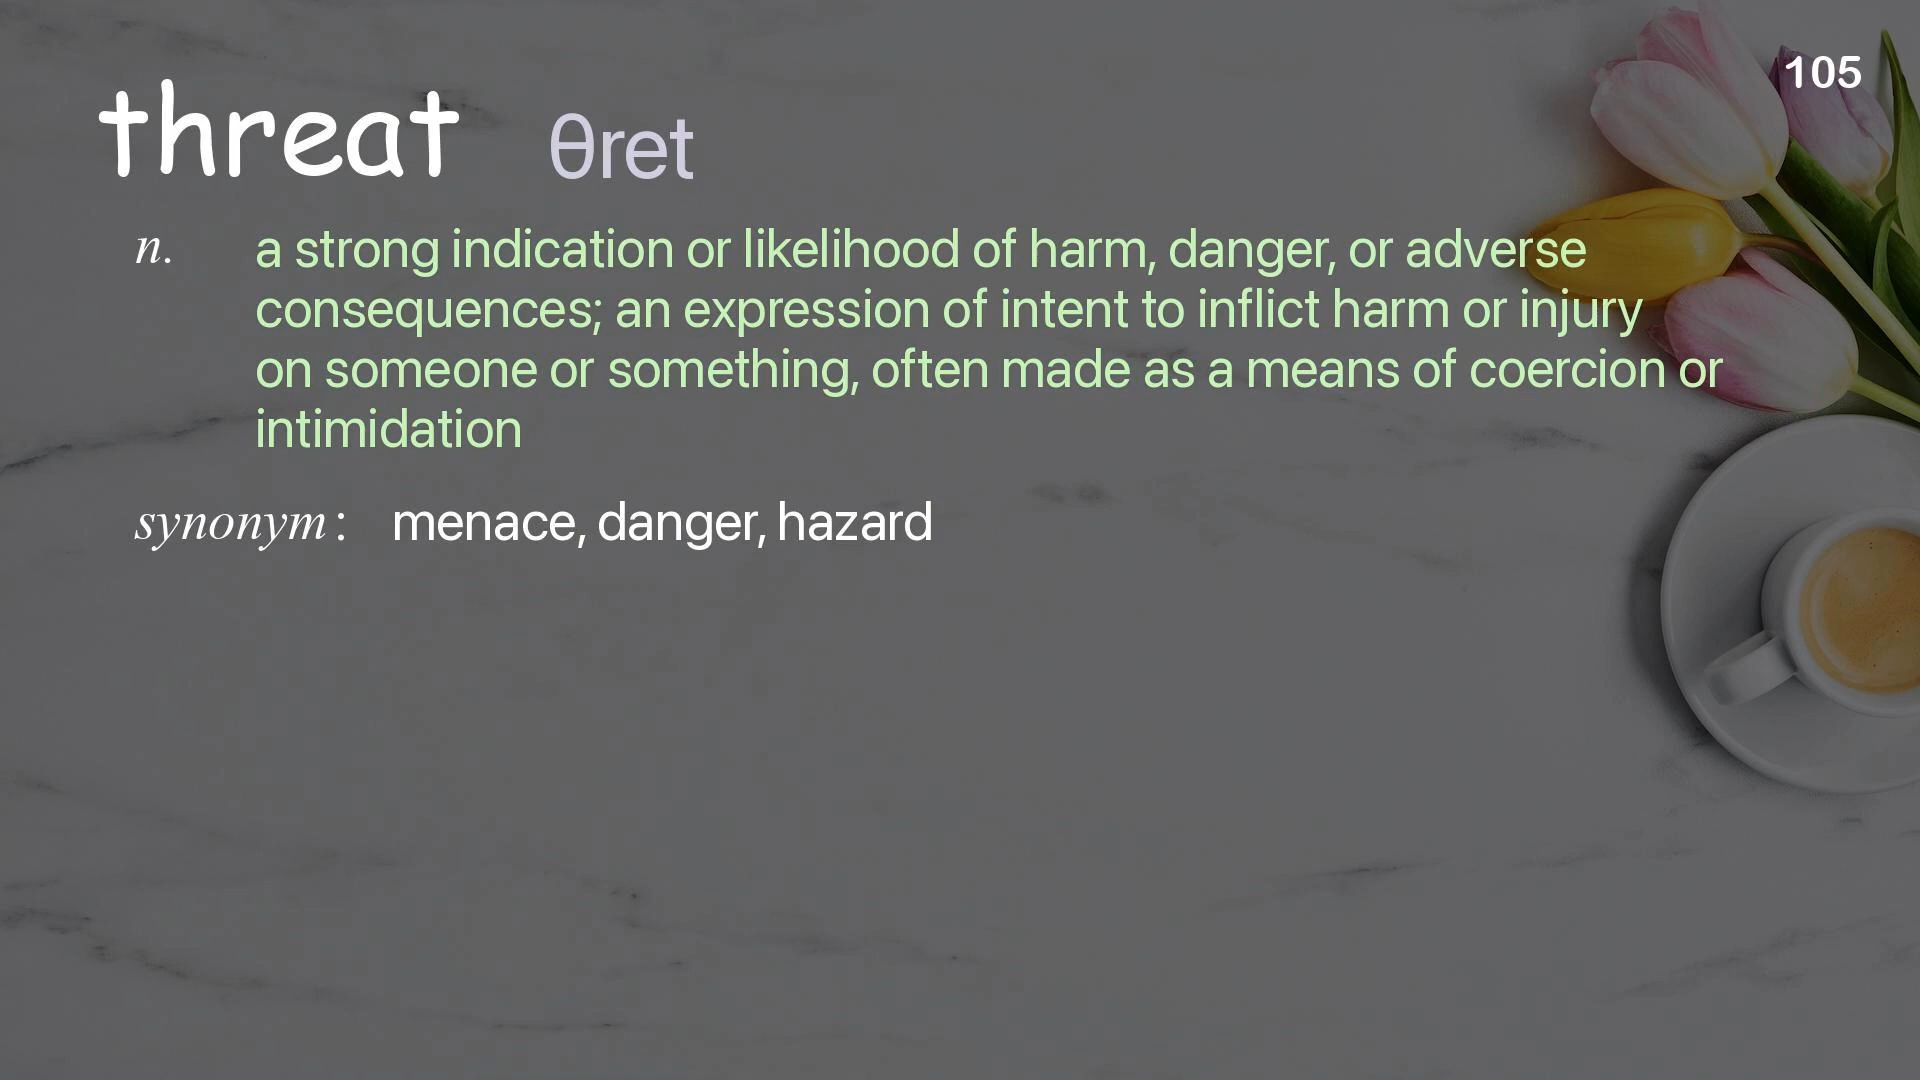 105
threat θret
n. a strong indication or likelihood of harm, danger, or adverse
consequences; an expression of intent to inflict harm or injury
on someone or something, often made as a means of coercion or
intimidation
synonym: menace, danger, hazard